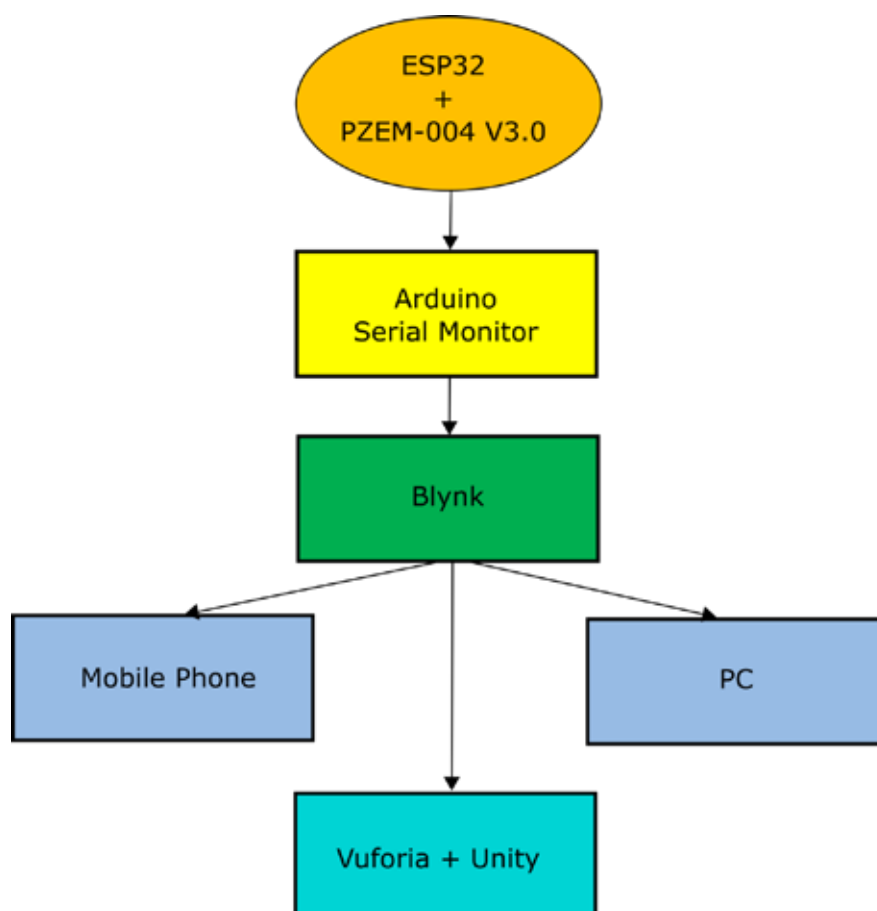 ESP32
+
PZEM-004 V3.0
Arduino
Serial Monitor
Blynk
Mobile Phone
PC
Vuforia + Unity